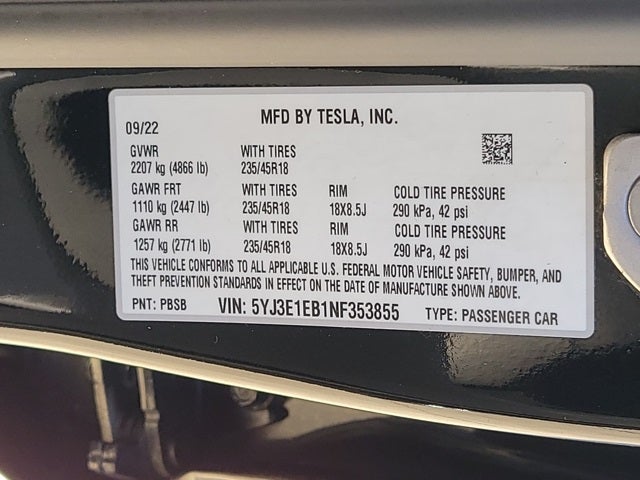 MFD BY TESLA, INC.
09/22
GVWR WITH TIRES
2207 kg (4866 lb) 235/45R18
GAWR FRT WITH TIRES RIM COLD TIRE PRESSURE
1110 kg (2447 lb) 235/45R18 18X8.5J 290 kPa, 42 psi
GAWR RR WITH TIRES RIM COLD TIRE PRESSURE
1257 kg (2771 lb) 235/45R18 18X8.5J 290 kPa, 42 psi
THIS VEHICLE CONFORMS TO ALL APPLICABLE U.S. FEDERAL MOTOR VEHICLE SAFETY, BUMPER, AND
THEFT PREVENTION STANDARDS IN EFFECT ON THE DATE OF MANUFACTURE SHOWN ABOVE.
PNT: PBSB VIN: 5YJ3E1EB1NF353855 TYPE: PASSENGER CAR